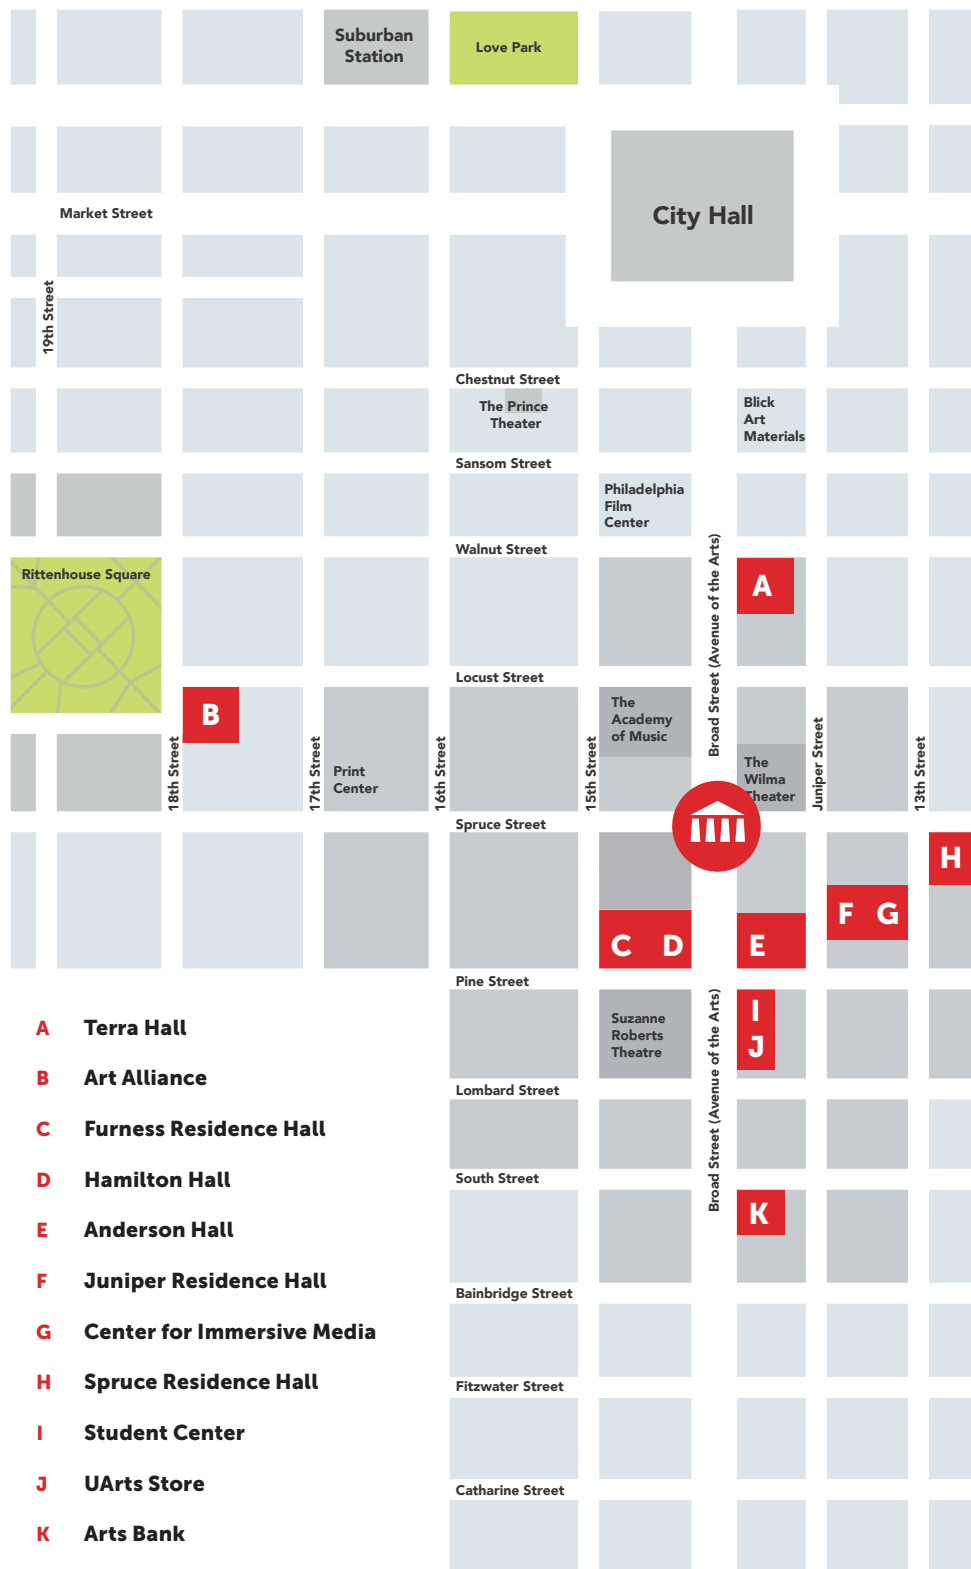 Suburban
Station
Love Park
City Hall
Market Street
19th Street
Chestnut Street
The Prince
Theater
Blick
Art
Materials
Sansom Street
Philadelphia
Film
Center
Walnut Street
Broad Street (Avenue of the Arts)
Rittenhouse Square
A
Locust Street
B
The
Academy
of Music
18th Street
17th Street
Print
Center
16th Street
15th Street
The
Wilma
Theater
Juniper Street
13th Street
Spruce Street
H
F G
C D
E
Pine Street
Suzanne
Roberts
Theatre
Broad Street (Avenue of the Arts)
I
J
Lombard Street
South Street
K
Bainbridge Street
Fitzwater Street
Catharine Street
A Terra Hall
B Art Alliance
C Furness Residence Hall
D Hamilton Hall
E Anderson Hall
F Juniper Residence Hall
G Center for Immersive Media
H Spruce Residence Hall
I Student Center
J UArts Store
K Arts Bank